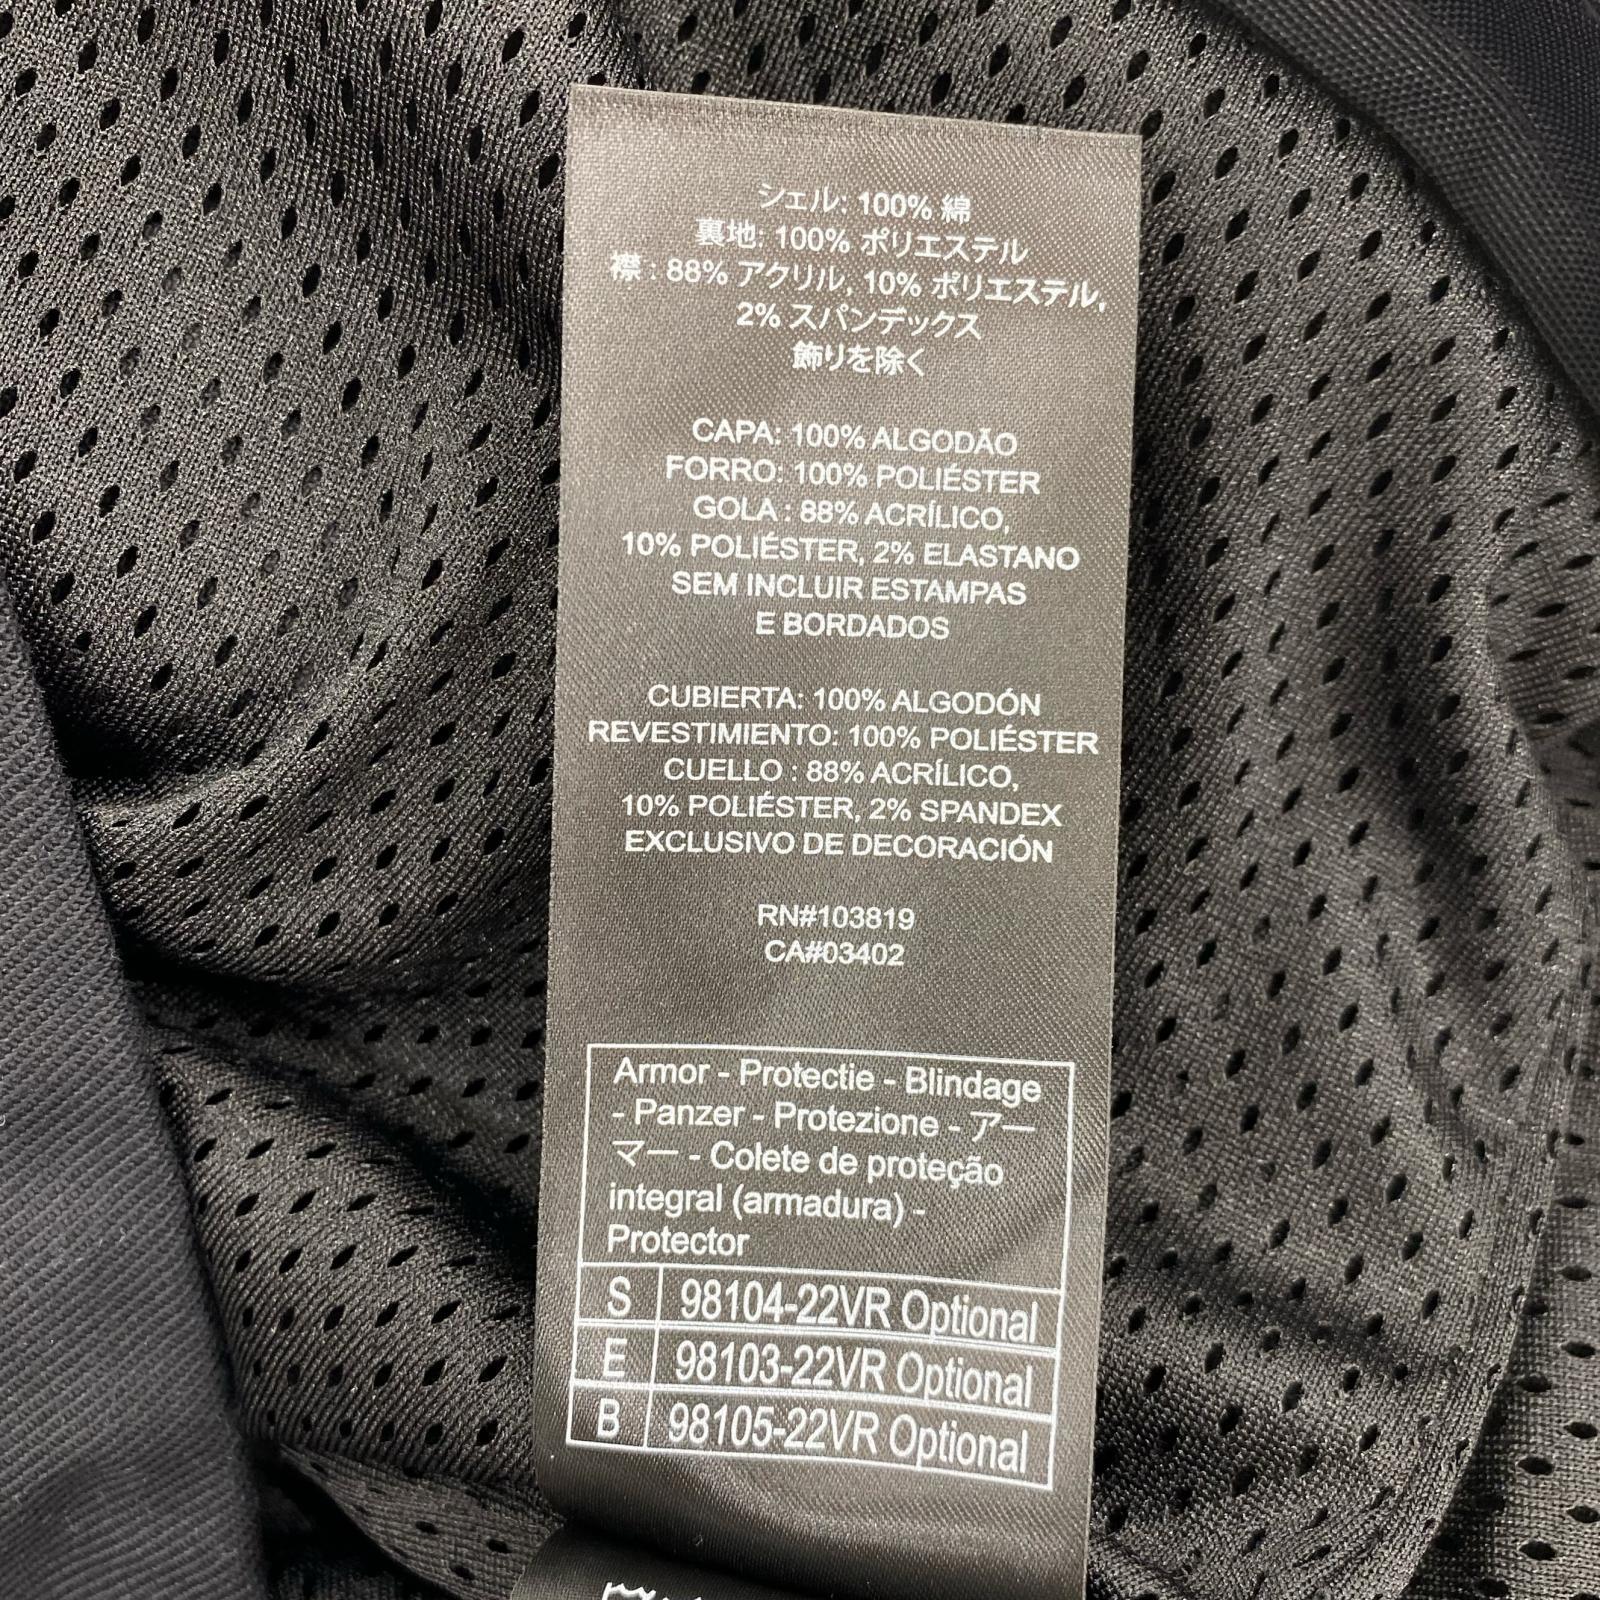 シェル: 100% 綿
裏地: 100% ポリエステル
襟 : 88% アクリル, 10% ポリエステル,
2% スパンデックス
飾りを除く
CAPA: 100% ALGODÃO
FORRO: 100% POLIÉSTER
GOLA : 88% ACRÍLICO,
10% POLIÉSTER, 2% ELASTANO
SEM INCLUIR ESTAMPAS
E BORDADOS
CUBIERTA: 100% ALGODÓN
REVESTIMIENTO: 100% POLIÉSTER
CUELLO : 88% ACRÍLICO,
10% POLIÉSTER, 2% SPANDEX
EXCLUSIVO DE DECORACIÓN
RN#103819
CA#03402
Armor - Protectie - Blindage
- Panzer - Protezione - アー
マー - Colete de proteção
integral (armadura) -
Protector
S 98104-22VR Optional
E 98103-22VR Optional
B 98105-22VR Optional